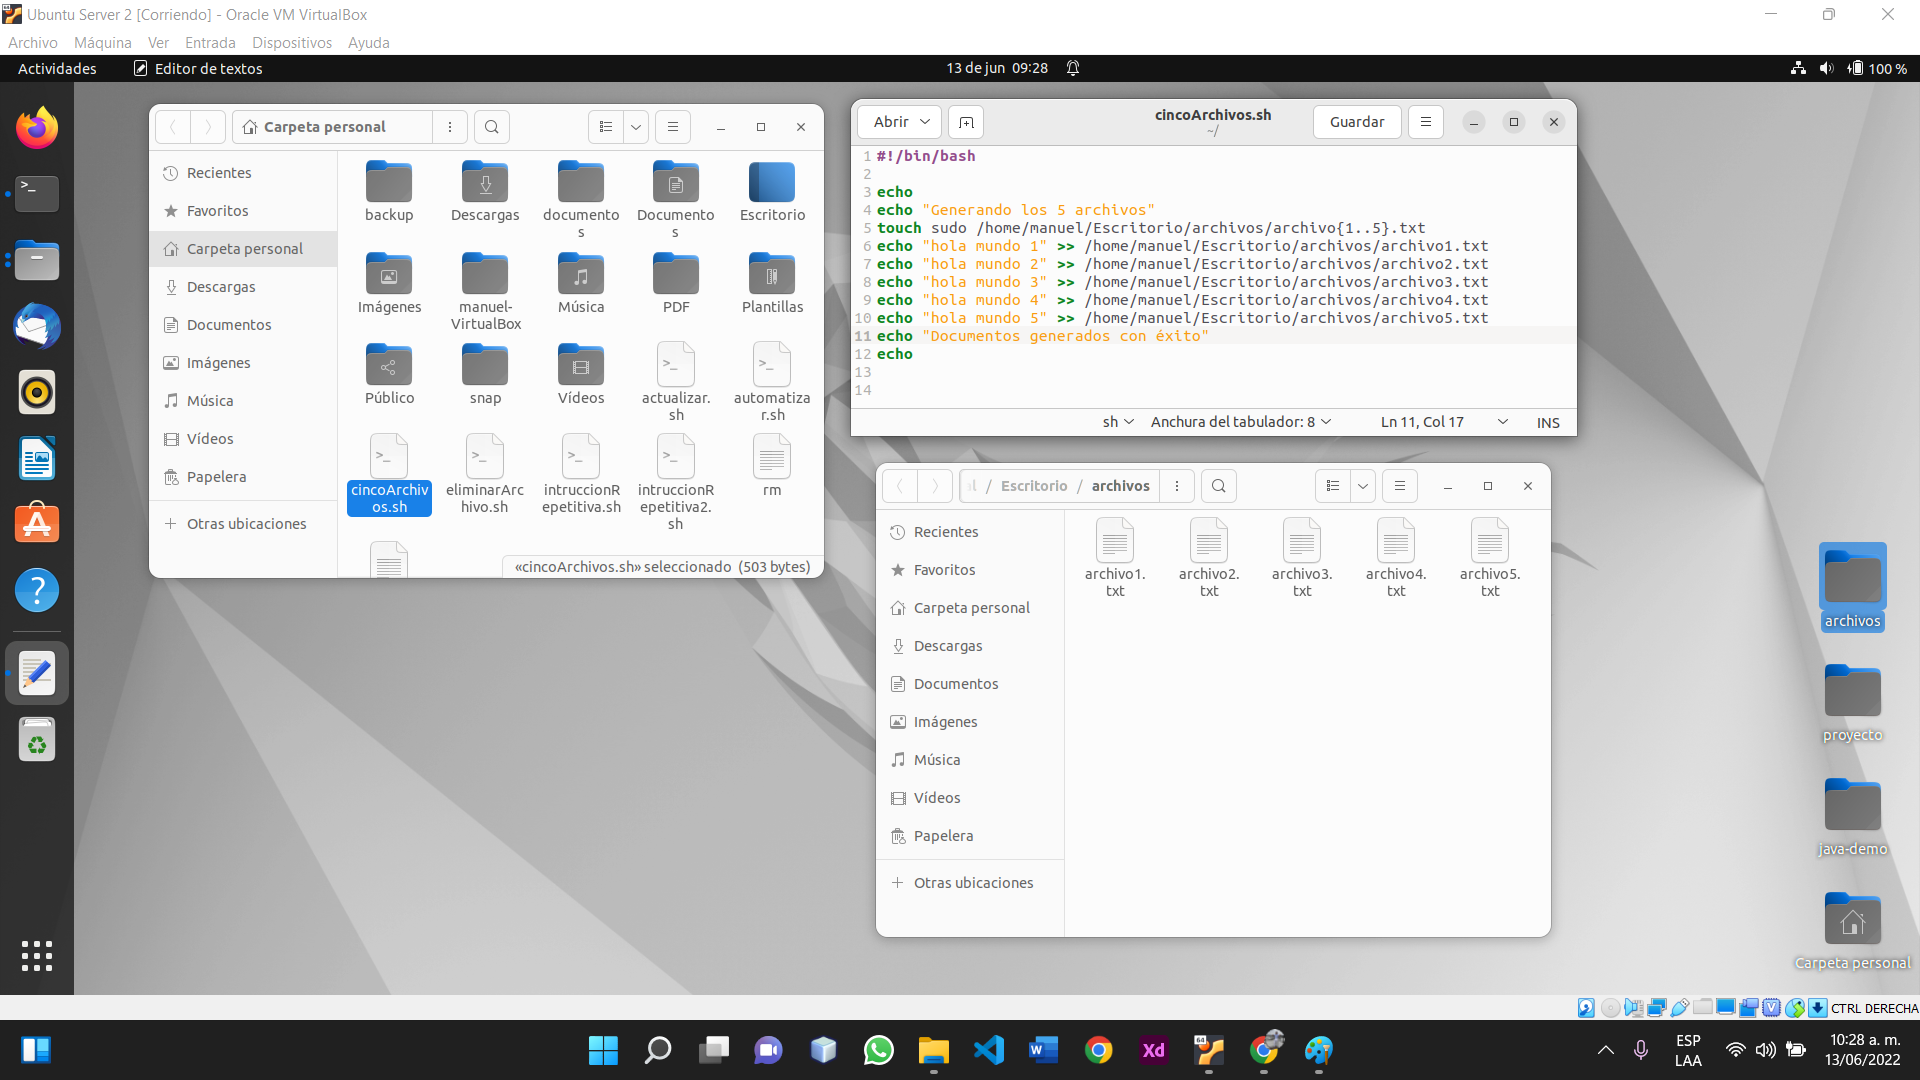 Ubuntu Server 2 [Corriendo] - Oracle VM VirtualBox
Archivo Máquina Ver Entrada Dispositivos Ayuda
Actividades Editor de textos 13 de jun 09:28 100 %
Carpeta personal
Recientes
Favoritos
Carpeta personal
Descargas
Documentos
Imágenes
Música
Vídeos
Papelera
Otras ubicaciones
backup Descargas documentos Documentos Escritorio
Imágenes manuel-VirtualBox Música PDF Plantillas
Público snap Vídeos actualizar.sh automatizar.sh
cincoArchivos.sh eliminarArchivo.sh intruccionRepetitiva.sh intruccionRepetitiva2.sh rm
«cincoArchivos.sh» seleccionado (503 bytes)
Abrir cincoArchivos.sh Guardar
~/
1 #!/bin/bash
2
3 echo
4 echo "Generando los 5 archivos"
5 touch sudo /home/manuel/Escritorio/archivos/archivo{1..5}.txt
6 echo "hola mundo 1" >> /home/manuel/Escritorio/archivos/archivo1.txt
7 echo "hola mundo 2" >> /home/manuel/Escritorio/archivos/archivo2.txt
8 echo "hola mundo 3" >> /home/manuel/Escritorio/archivos/archivo3.txt
9 echo "hola mundo 4" >> /home/manuel/Escritorio/archivos/archivo4.txt
10 echo "hola mundo 5" >> /home/manuel/Escritorio/archivos/archivo5.txt
11 echo "Documentos generados con éxito"
12 echo
13
14
sh Anchura del tabulador: 8 Ln 11, Col 17 INS
/ Escritorio / archivos
Recientes
Favoritos
Carpeta personal
Descargas
Documentos
Imágenes
Música
Vídeos
Papelera
Otras ubicaciones
archivo1.txt archivo2.txt archivo3.txt archivo4.txt archivo5.txt
archivos
proyecto
java-demo
Carpeta personal
CTRL DERECHA
Xd
64
ESP
LAA
10:28 a. m.
13/06/2022